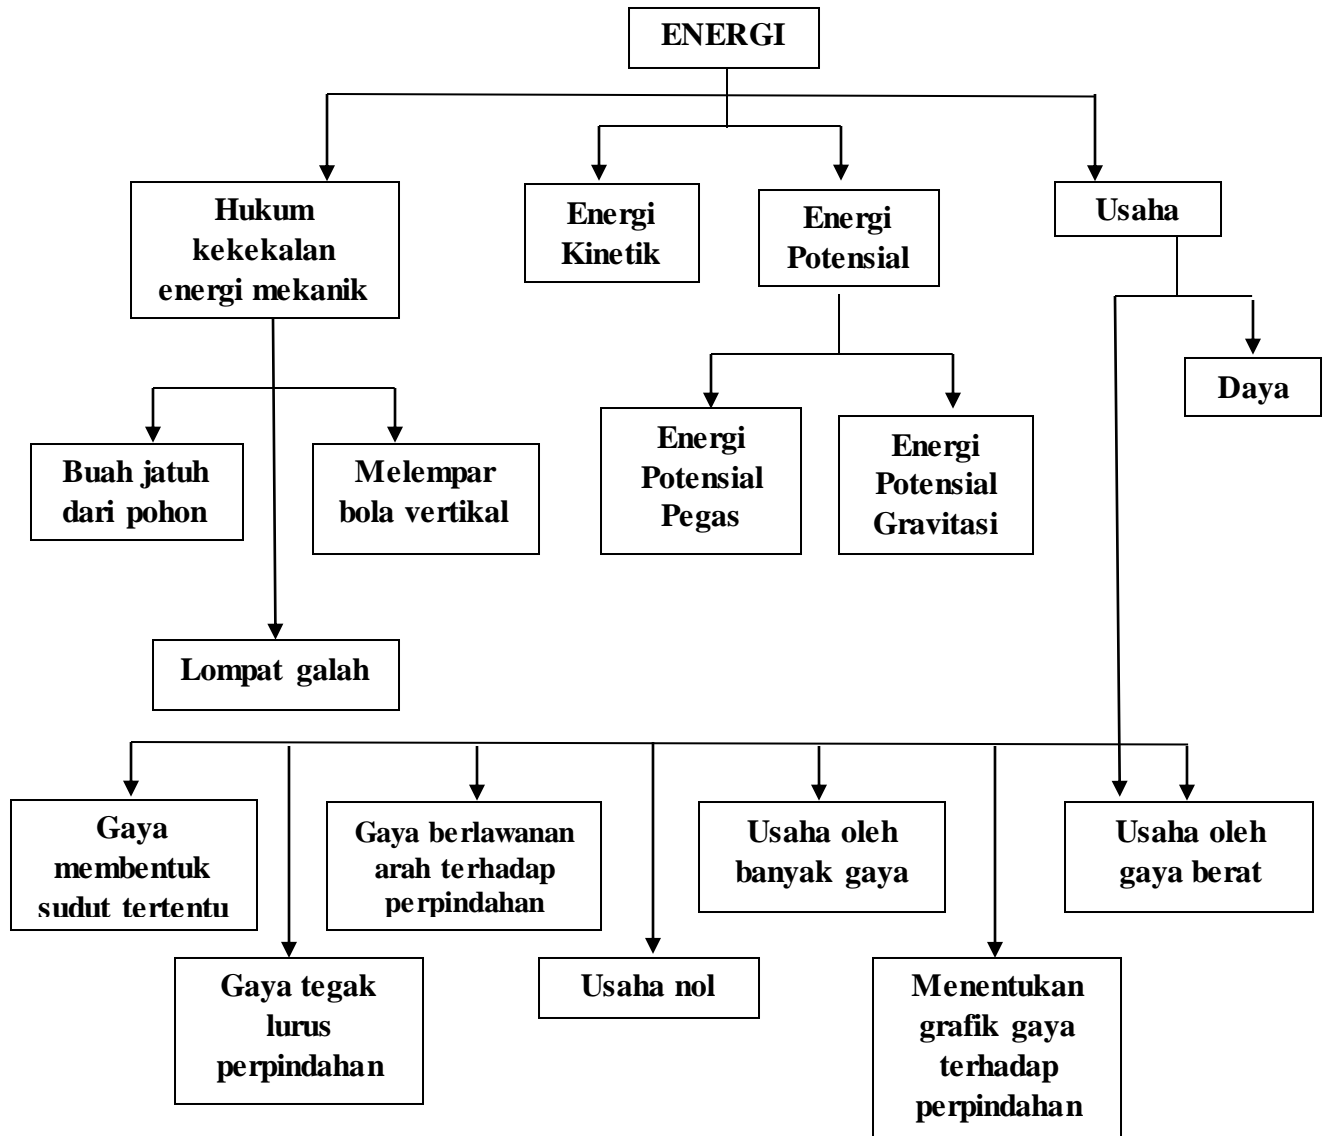 ENERGI
Hukum
kekekalan
energi mekanik
Energi
Kinetik
Energi
Potensial
Usaha
Daya
Buah jatuh
dari pohon
Melempar
bola vertikal
Energi
Potensial
Pegas
Energi
Potensial
Gravitasi
Lompat galah
Gaya
membentuk
sudut tertentu
Gaya berlawanan
arah terhadap
perpindahan
Usaha oleh
banyak gaya
Usaha oleh
gaya berat
Gaya tegak
lurus
perpindahan
Usaha nol
Menentukan
grafik gaya
terhadap
perpindahan